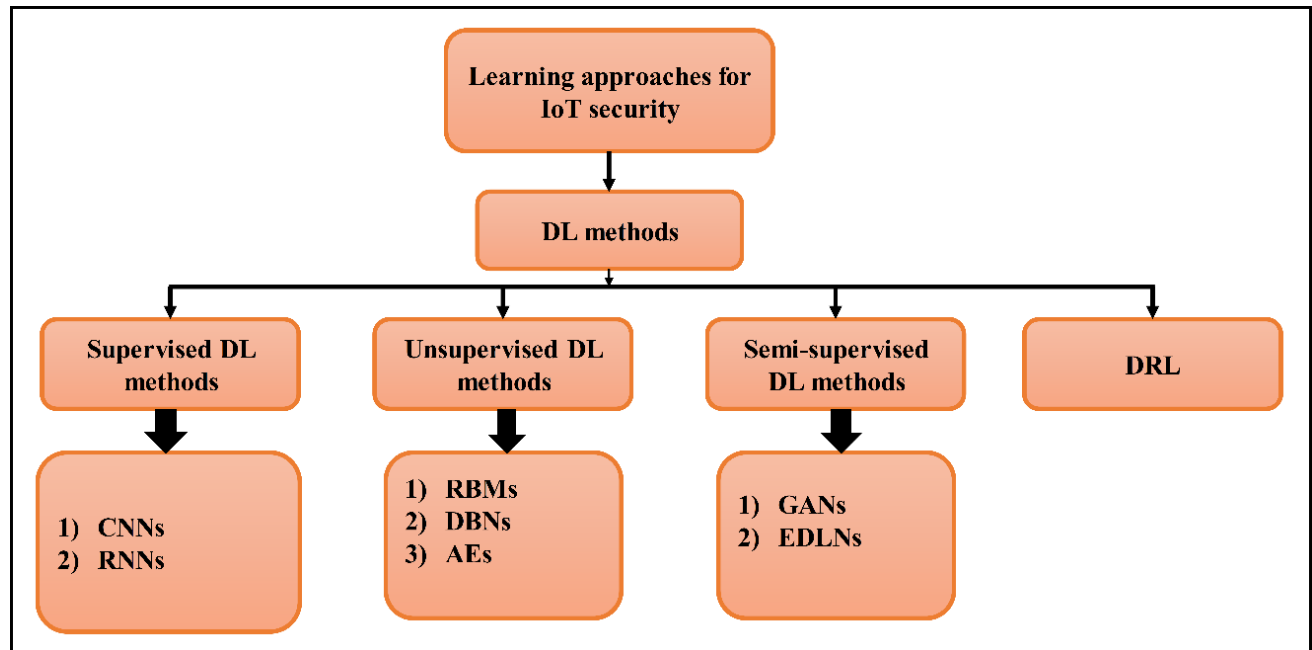 Learning approaches for
IoT security
DL methods
Supervised DL
methods
Unsupervised DL
methods
Semi-supervised
DL methods
DRL
1) CNNs
2) RNNs
1) RBMs
2) DBNs
3) AEs
1) GANs
2) EDLNs